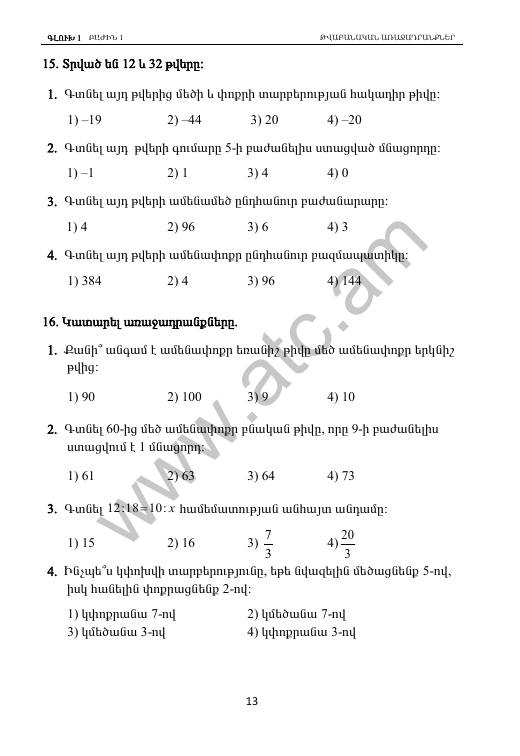 ԳԼՈՒԽ 1 ԲԱԺԻՆ 1 ԹՎԱԲԱՆԱԿԱՆ ԱՌԱՋԱԴՐԱՆՔՆԵՐ
15. Տրված են 12 և 32 թվերը:
1. Գտնել այդ թվերից մեծի և փոքրի տարբերության հակադիր թիվը:
1) –19 2) –44 3) 20 4) –20
2. Գտնել այդ թվերի գումարը 5-ի բաժանելիս ստացված մնացորդը:
1) –1 2) 1 3) 4 4) 0
3. Գտնել այդ թվերի ամենամեծ ընդհանուր բաժանարարը:
1) 4 2) 96 3) 6 4) 3
4. Գտնել այդ թվերի ամենափոքր ընդհանուր բազմապատիկը:
1) 384 2) 4 3) 96 4) 144
16. Կատարել առաջադրանքները.
1. Քանի՞ անգամ է ամենափոքր եռանիշ թիվը մեծ ամենափոքր երկնիշ
թվից:
1) 90 2) 100 3) 9 4) 10
2. Գտնել 60-ից մեծ ամենափոքր բնական թիվը, որը 9-ի բաժանելիս
ստացվում է 1 մնացորդ:
1) 61 2) 63 3) 64 4) 73
3. Գտնել 12:18=10:x համեմատության անհայտ անդամը:
1) 15 2) 16 3) 7/3 4) 20/3
4. Ինչպե՞ս կփոխվի տարբերությունը, եթե նվազելին մեծացնենք 5-ով,
իսկ հանելին փոքրացնենք 2-ով:
1) կփոքրանա 7-ով 2) կմեծանա 7-ով
3) կմեծանա 3-ով 4) կփոքրանա 3-ով
13
www.atc.am